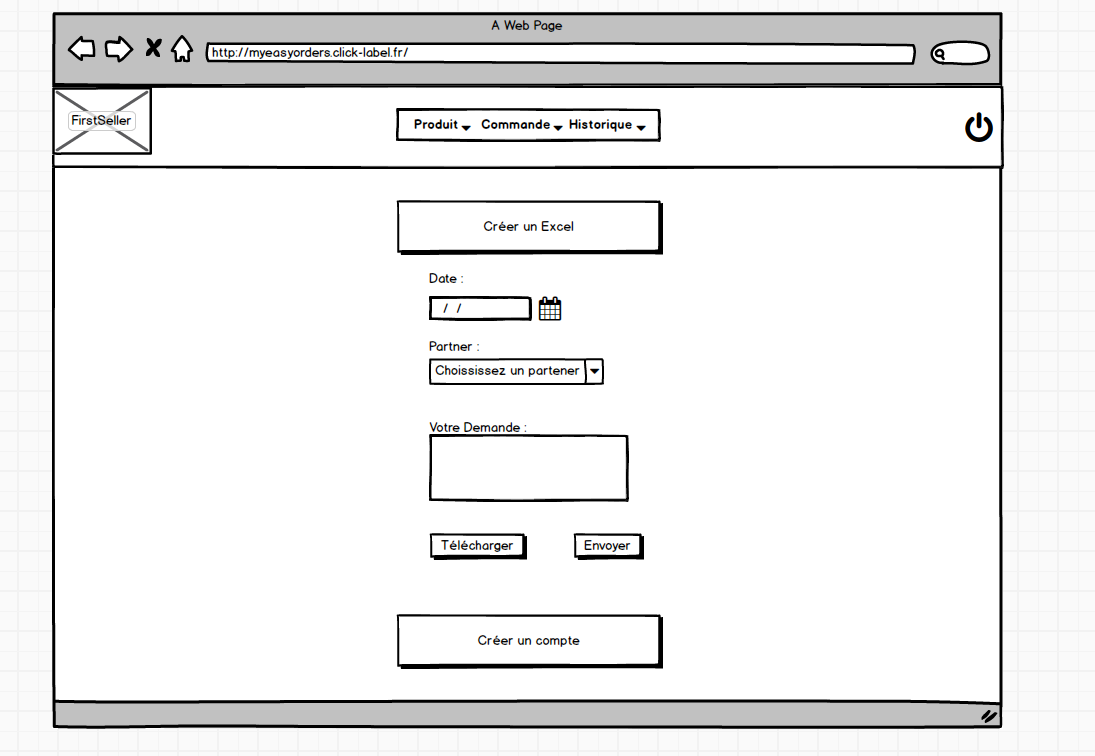 A Web Page
http://myeasyorders.click-label.fr/
FirstSeller
Produit Commande Historique
Créer un Excel
Date :
/ /
Partner :
Choississez un partener
Votre Demande :
Télécharger Envoyer
Créer un compte